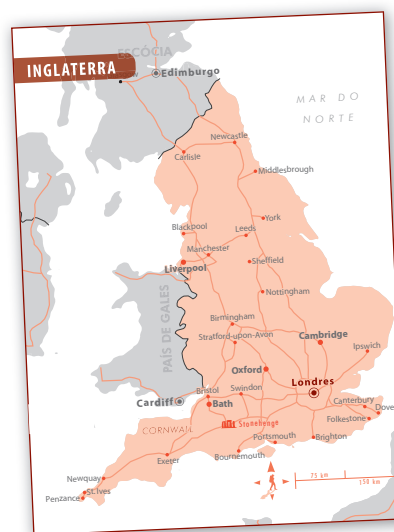 ESCÓCIA
INGLATERRA
Edimburgo
MAR DO
NORTE
Newcastle
Carlisle
Middlesbrough
York
Blackpool
Leeds
Manchester
Sheffield
Liverpool
Nottingham
PAÍS DE GALES
Birmingham
Stratford-upon-Avon
Cambridge
Ipswich
Oxford
Londres
Bristol
Swindon
Cardiff
Bath
Canterbury
Dove
Folkestone
CORNWALL
Stonehenge
Portsmouth
Brighton
Bournemouth
Exeter
Newquay
St.Ives
Penzance
75 km
150 km